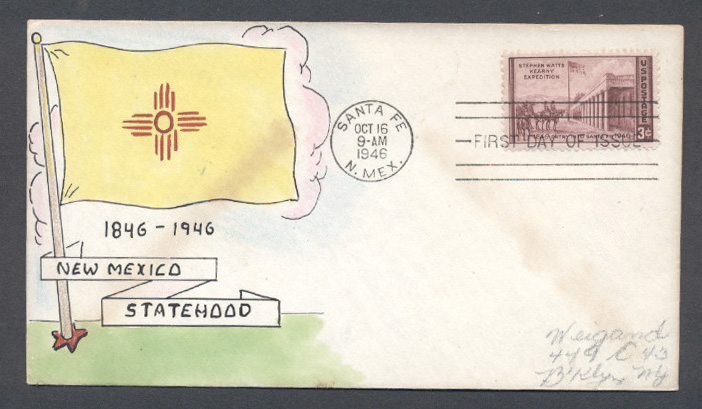 1846 - 1946
NEW MEXICO
STATEHOOD
SANTA FE
OCT 16
9-AM
1946
N. MEX.
STEPHEN WATTS
KEARNY
EXPEDITION
U S POSTAGE
3¢
FIRST DAY OF ISSUE
Weigand
449 E 43
B'klyn NY